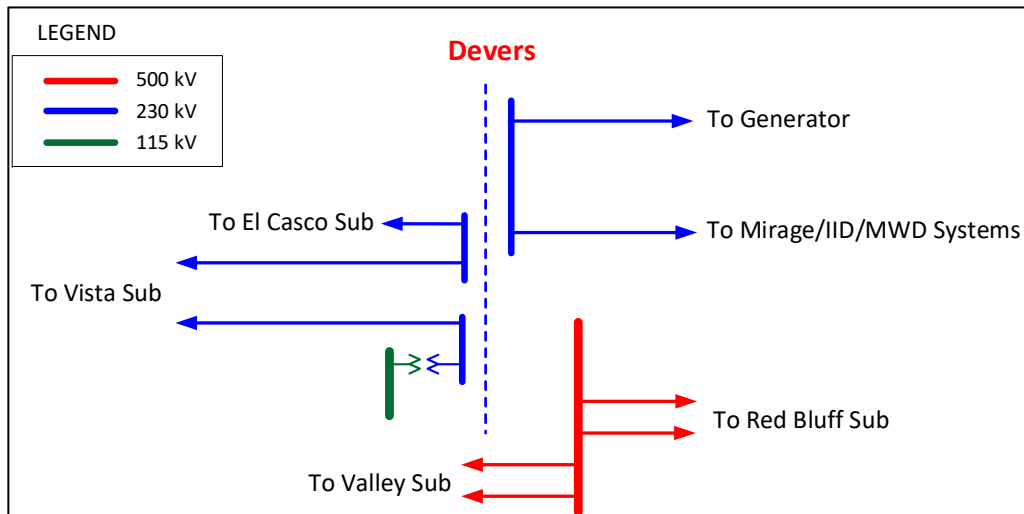 LEGEND
500 kV
230 kV
115 kV
Devers
To Generator
To El Casco Sub
To Mirage/IID/MWD Systems
To Vista Sub
To Red Bluff Sub
To Valley Sub